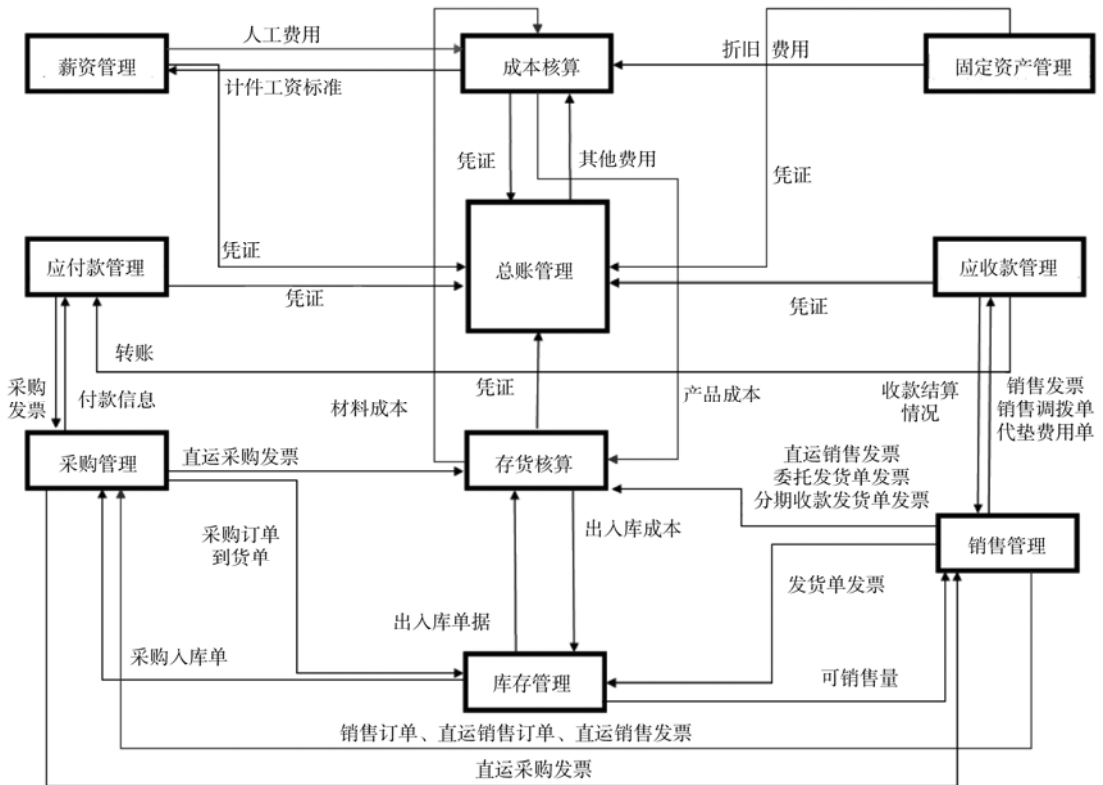 人工费用
薪资管理
成本核算
折旧 费用
固定资产管理
计件工资标准
凭证
其他费用
凭证
凭证
应付款管理
总账管理
应收款管理
凭证
凭证
转账
采购
发票
付款信息
材料成本
凭证
产品成本
收款结算
情况
销售发票
销售调拨单
代垫费用单
采购管理
直运采购发票
存货核算
直运销售发票
委托发货单发票
分期收款发货单发票
采购订单
到货单
出入库成本
销售管理
发货单发票
出入库单据
采购入库单
库存管理
可销售量
销售订单、直运销售订单、直运销售发票
直运采购发票